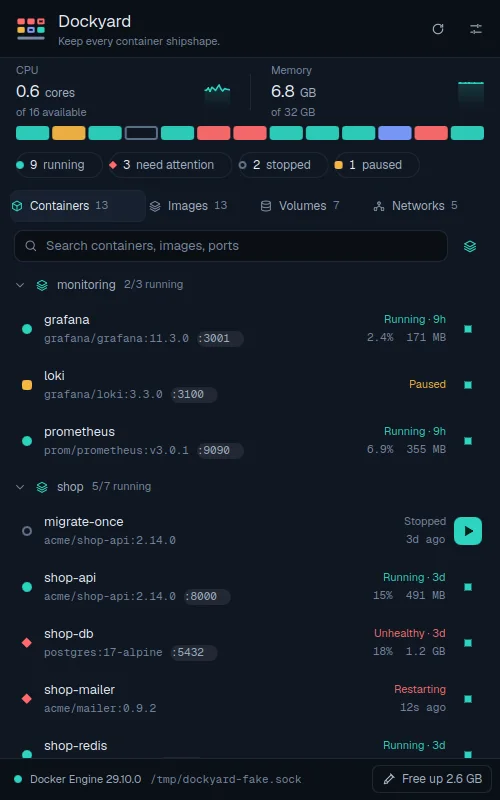 Dockyard
Keep every container shipshape.
CPU
0.6 cores
of 16 available
Memory
6.8 GB
of 32 GB
9 running
3 need attention
2 stopped
1 paused
Containers 13
Images 13
Volumes 7
Networks 5
Search containers, images, ports
monitoring 2/3 running
grafana
Running · 9h
grafana/grafana:11.3.0 :3001
2.4% 171 MB
loki
Paused
grafana/loki:3.3.0 :3100
prometheus
Running · 9h
prom/prometheus:v3.0.1 :9090
6.9% 355 MB
shop 5/7 running
migrate-once
Stopped
acme/shop-api:2.14.0
3d ago
shop-api
Running · 3d
acme/shop-api:2.14.0 :8000
15% 491 MB
shop-db
Unhealthy · 3d
postgres:17-alpine :5432
18% 1.2 GB
shop-mailer
Restarting
acme/mailer:0.9.2
12s ago
shop-redis
Running · 3d
Docker Engine 29.10.0 /tmp/dockyard-fake.sock
Free up 2.6 GB